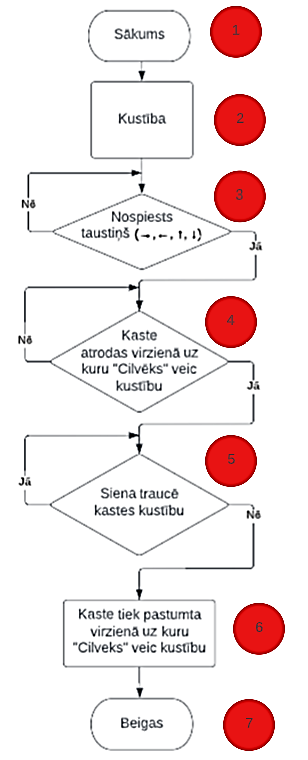 Sākums
1
Kustība
2
3
Nē
Nospiests
taustiņš (→,←,↑,↓)
Jā
4
Nē
Kaste
atrodas virzienā uz
kuru "Cilvēks" veic
kustību
Jā
5
Jā
Siena traucē
kastes kustību
Nē
Kaste tiek pastumta
virzienā uz kuru
"Cilveks" veic kustību
6
Beigas
7